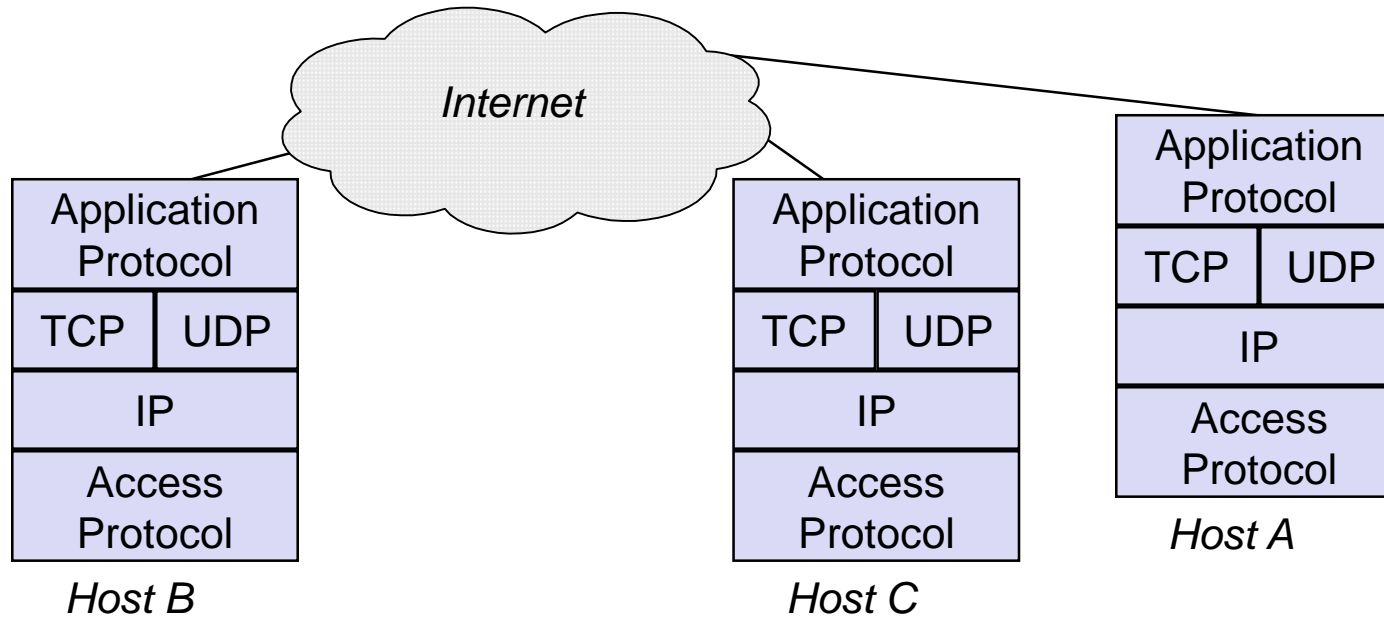 Internet
Application
Protocol
TCP
UDP
IP
Access
Protocol
Host B
Application
Protocol
TCP
UDP
IP
Access
Protocol
Host C
Application
Protocol
TCP
UDP
IP
Access
Protocol
Host A